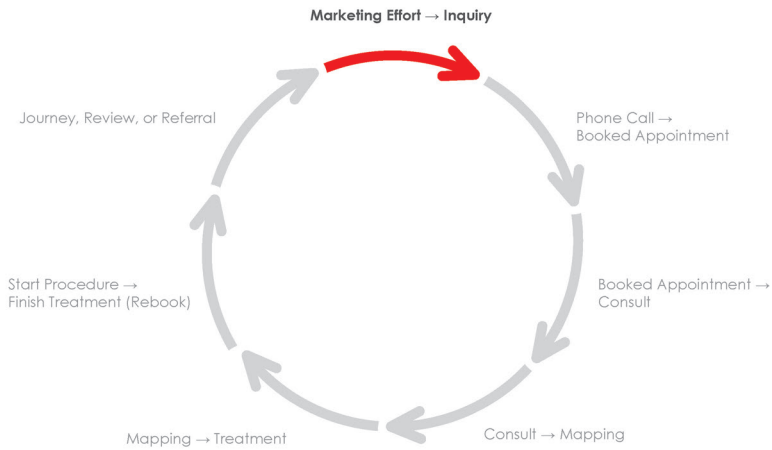 Marketing Effort → Inquiry
Phone Call →
Booked Appointment
Booked Appointment →
Consult
Consult → Mapping
Mapping → Treatment
Start Procedure →
Finish Treatment (Rebook)
Journey, Review, or Referral